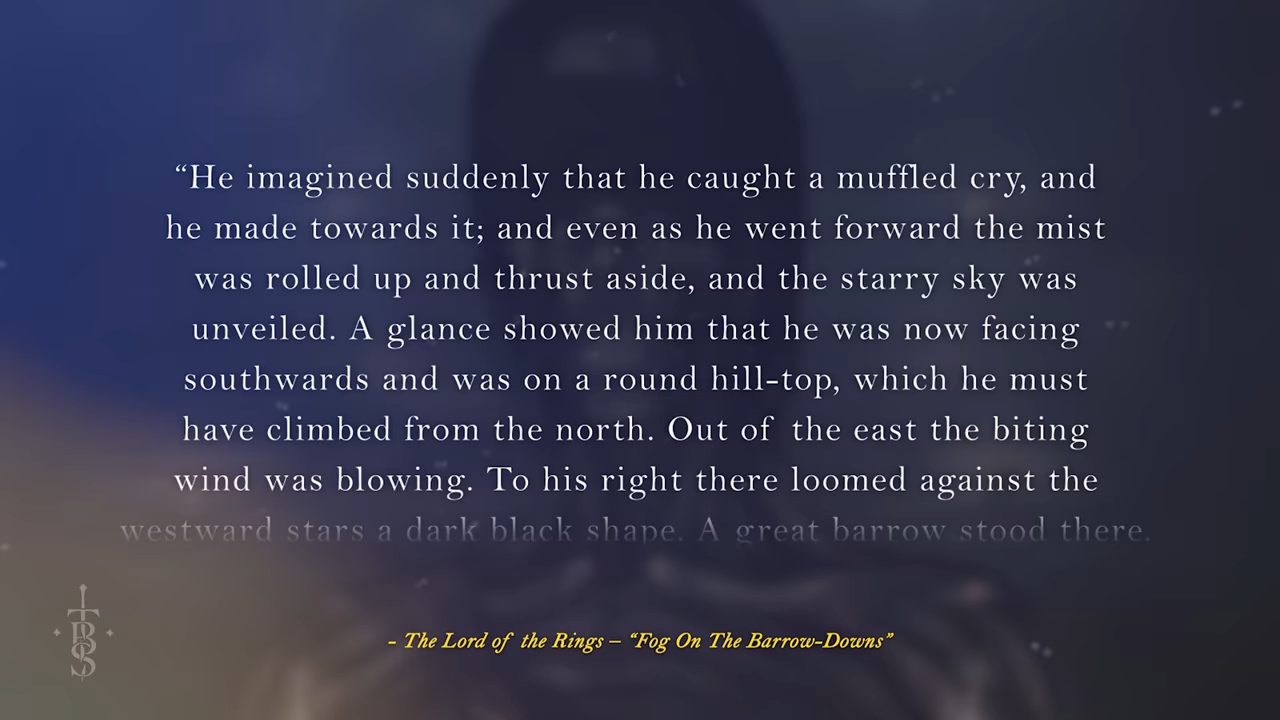 “He imagined suddenly that he caught a muffled cry, and
he made towards it; and even as he went forward the mist
was rolled up and thrust aside, and the starry sky was
unveiled. A glance showed him that he was now facing
southwards and was on a round hill-top, which he must
have climbed from the north. Out of the east the biting
wind was blowing. To his right there loomed against the
westward stars a dark black shape. A great barrow stood there.
- The Lord of the Rings – “Fog On The Barrow-Downs”
TBS